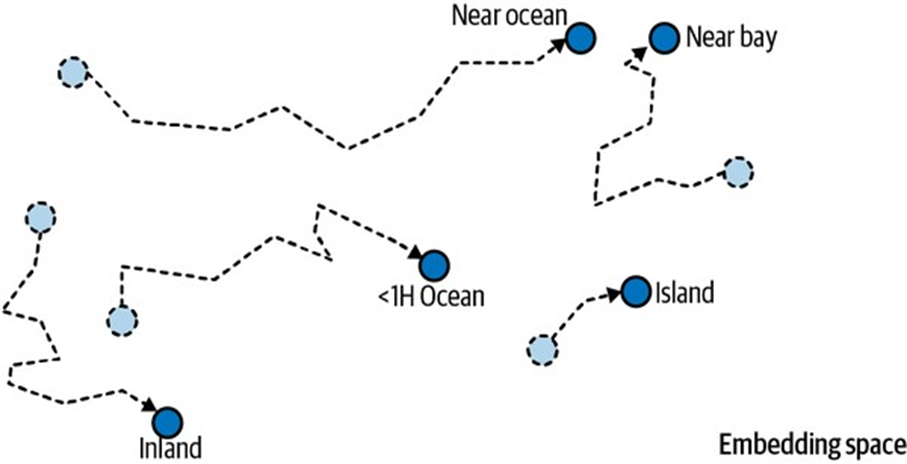 Near ocean
Near bay
<1H Ocean
Island
Inland
Embedding space